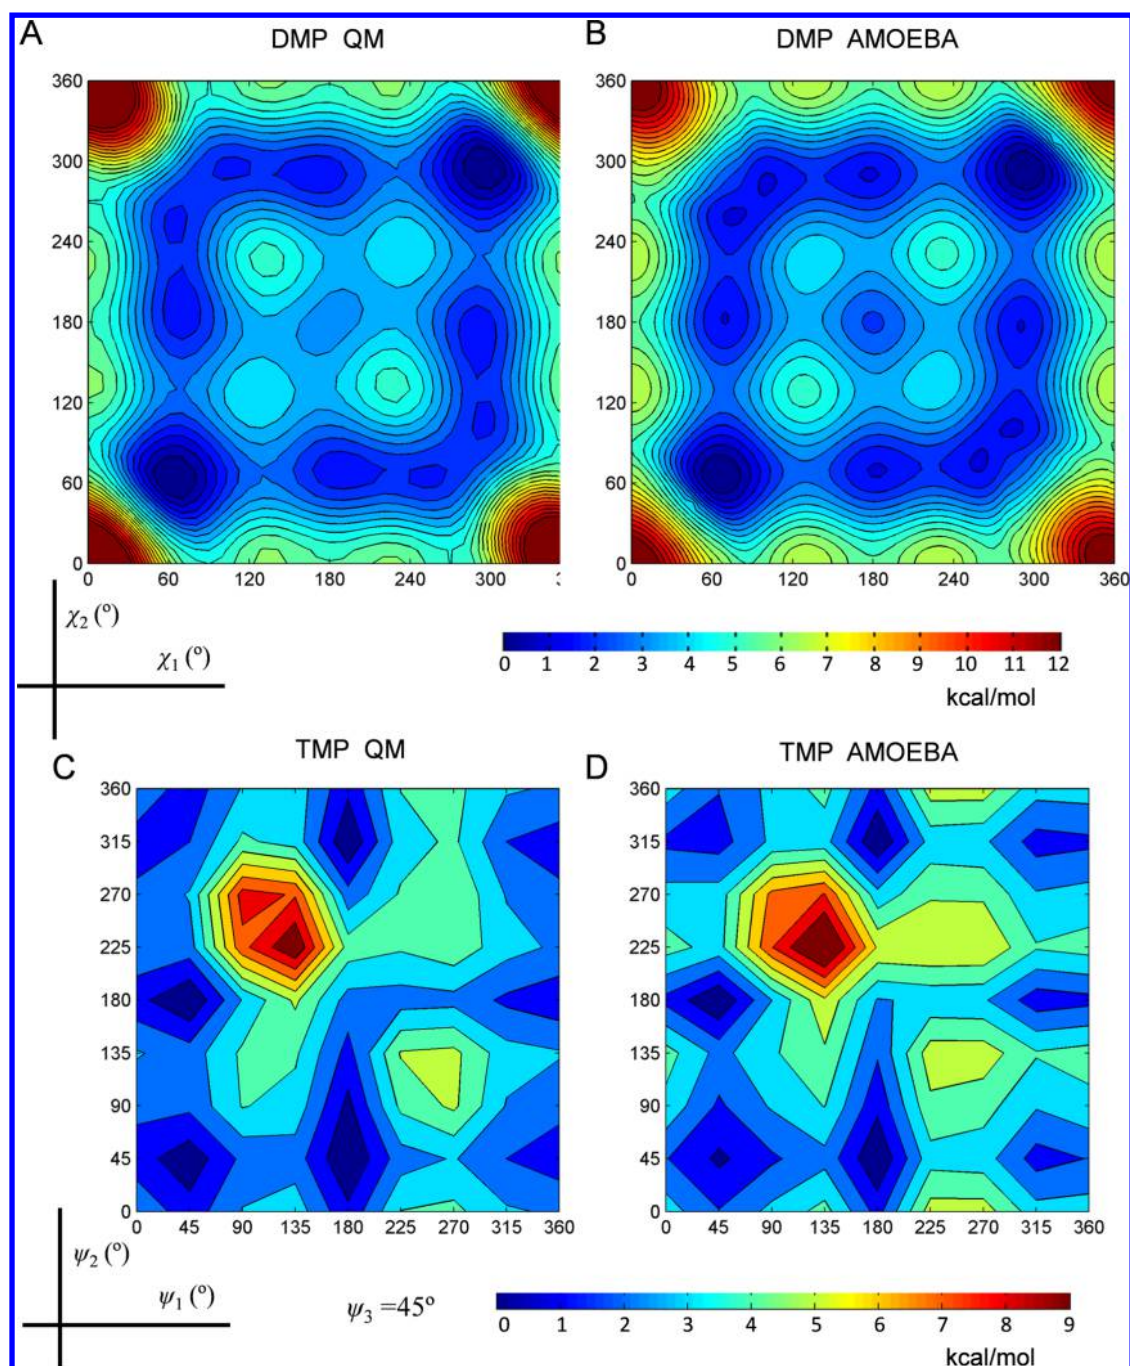 A
DMP QM
B
DMP AMOEBA
360
300
240
180
120
60
0
0 60 120 180 240 300
360
300
240
180
120
60
0
0 60 120 180 240 300 360
χ2 (º)
χ1 (º)
0 1 2 3 4 5 6 7 8 9 10 11 12
kcal/mol
C
TMP QM
D
TMP AMOEBA
360
315
270
225
180
135
90
45
0
0 45 90 135 180 225 270 315 360
360
315
270
225
180
135
90
45
0
0 45 90 135 180 225 270 315 360
ψ2 (º)
ψ1 (º)
ψ3 =45º
0 1 2 3 4 5 6 7 8 9
kcal/mol